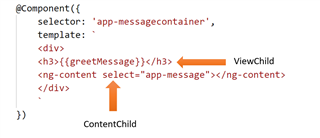 @Component({
selector: 'app-messagecontainer',
template: `
<div>
<h3>{{greetMessage}}</h3>
ViewChild
<ng-content select="app-message"></ng-content>
</div>
`
ContentChild
})